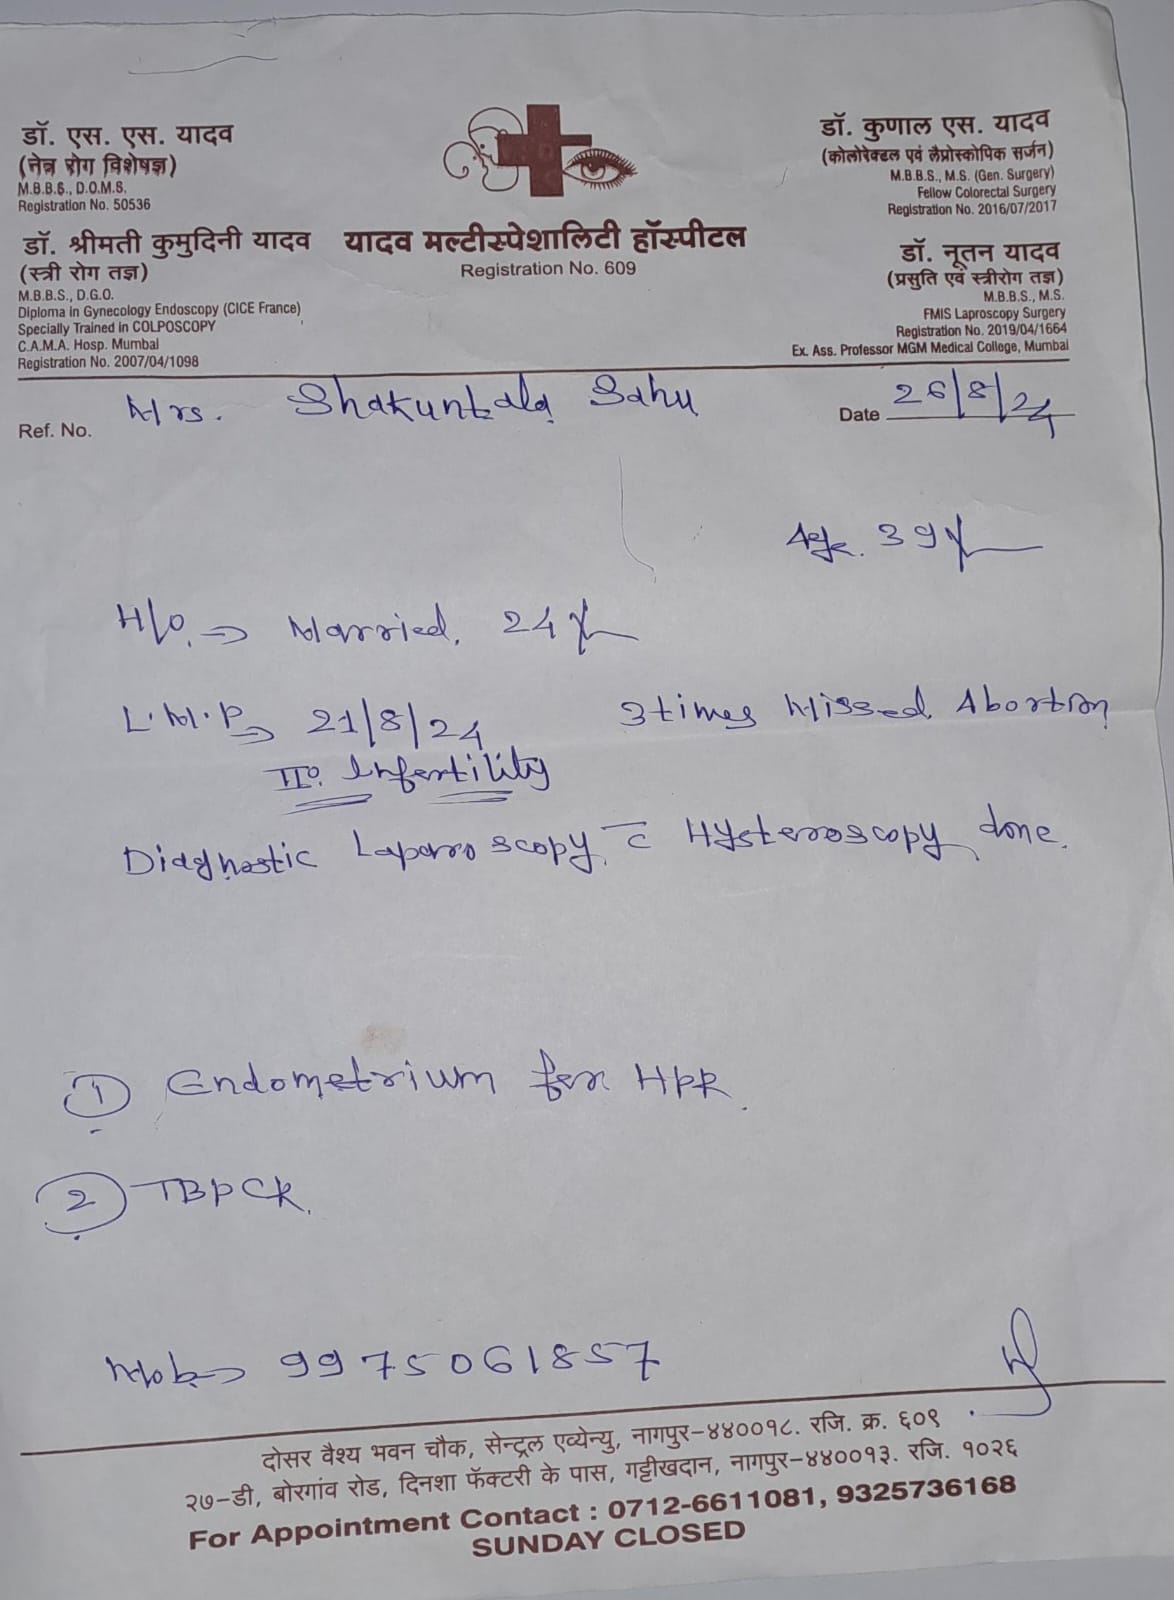 डॉ. एस. एस. यादव
(नेत्र रोग विशेषज्ञ)
M.B.B.S., D.O.M.S.
Registration No. 50536
डॉ. श्रीमती कुमुदिनी यादव
(स्त्री रोग तज्ञ)
M.B.B.S., D.G.O.
Diploma in Gynecology Endoscopy (CICE France)
Specially Trained in COLPOSCOPY
C.A.M.A. Hosp. Mumbai
Registration No. 2007/04/1098
यादव मल्टीस्पेशालिटी हॉस्पीटल
Registration No. 609
डॉ. कुणाल एस. यादव
(कोलोरेक्टल एवं लैप्रोस्कोपिक सर्जन)
M.B.B.S., M.S. (Gen. Surgery)
Fellow Colorectal Surgery
Registration No. 2016/07/2017
डॉ. नूतन यादव
(प्रसुति एवं स्त्रीरोग तज्ञ)
M.B.B.S., M.S.
FMIS Laproscopy Surgery
Registration No. 2019/04/1664
Ex. Ass. Professor MGM Medical College, Mumbai
Ref. No. Mrs. Shakuntala Sahu Date 26/8/24
Age. 39 y
H/O. → Married. 24 y
L.M.P → 21/8/24 3 times Missed Abortion
II°. Infertility
Diagnostic Laparoscopy c̄ Hysteroscopy done.
① Endometrium for HPR.
② TBPCR.
Mob → 9975061857
दोसर वैश्य भवन चौक, सेन्ट्रल एव्येन्यु, नागपुर-४४००१८. रजि. क्र. ६०९
२७-डी, बोरगांव रोड, दिनशा फॅक्टरी के पास, गट्टीखदान, नागपुर-४४००१३. रजि. १०२६
For Appointment Contact : 0712-6611081, 9325736168
SUNDAY CLOSED